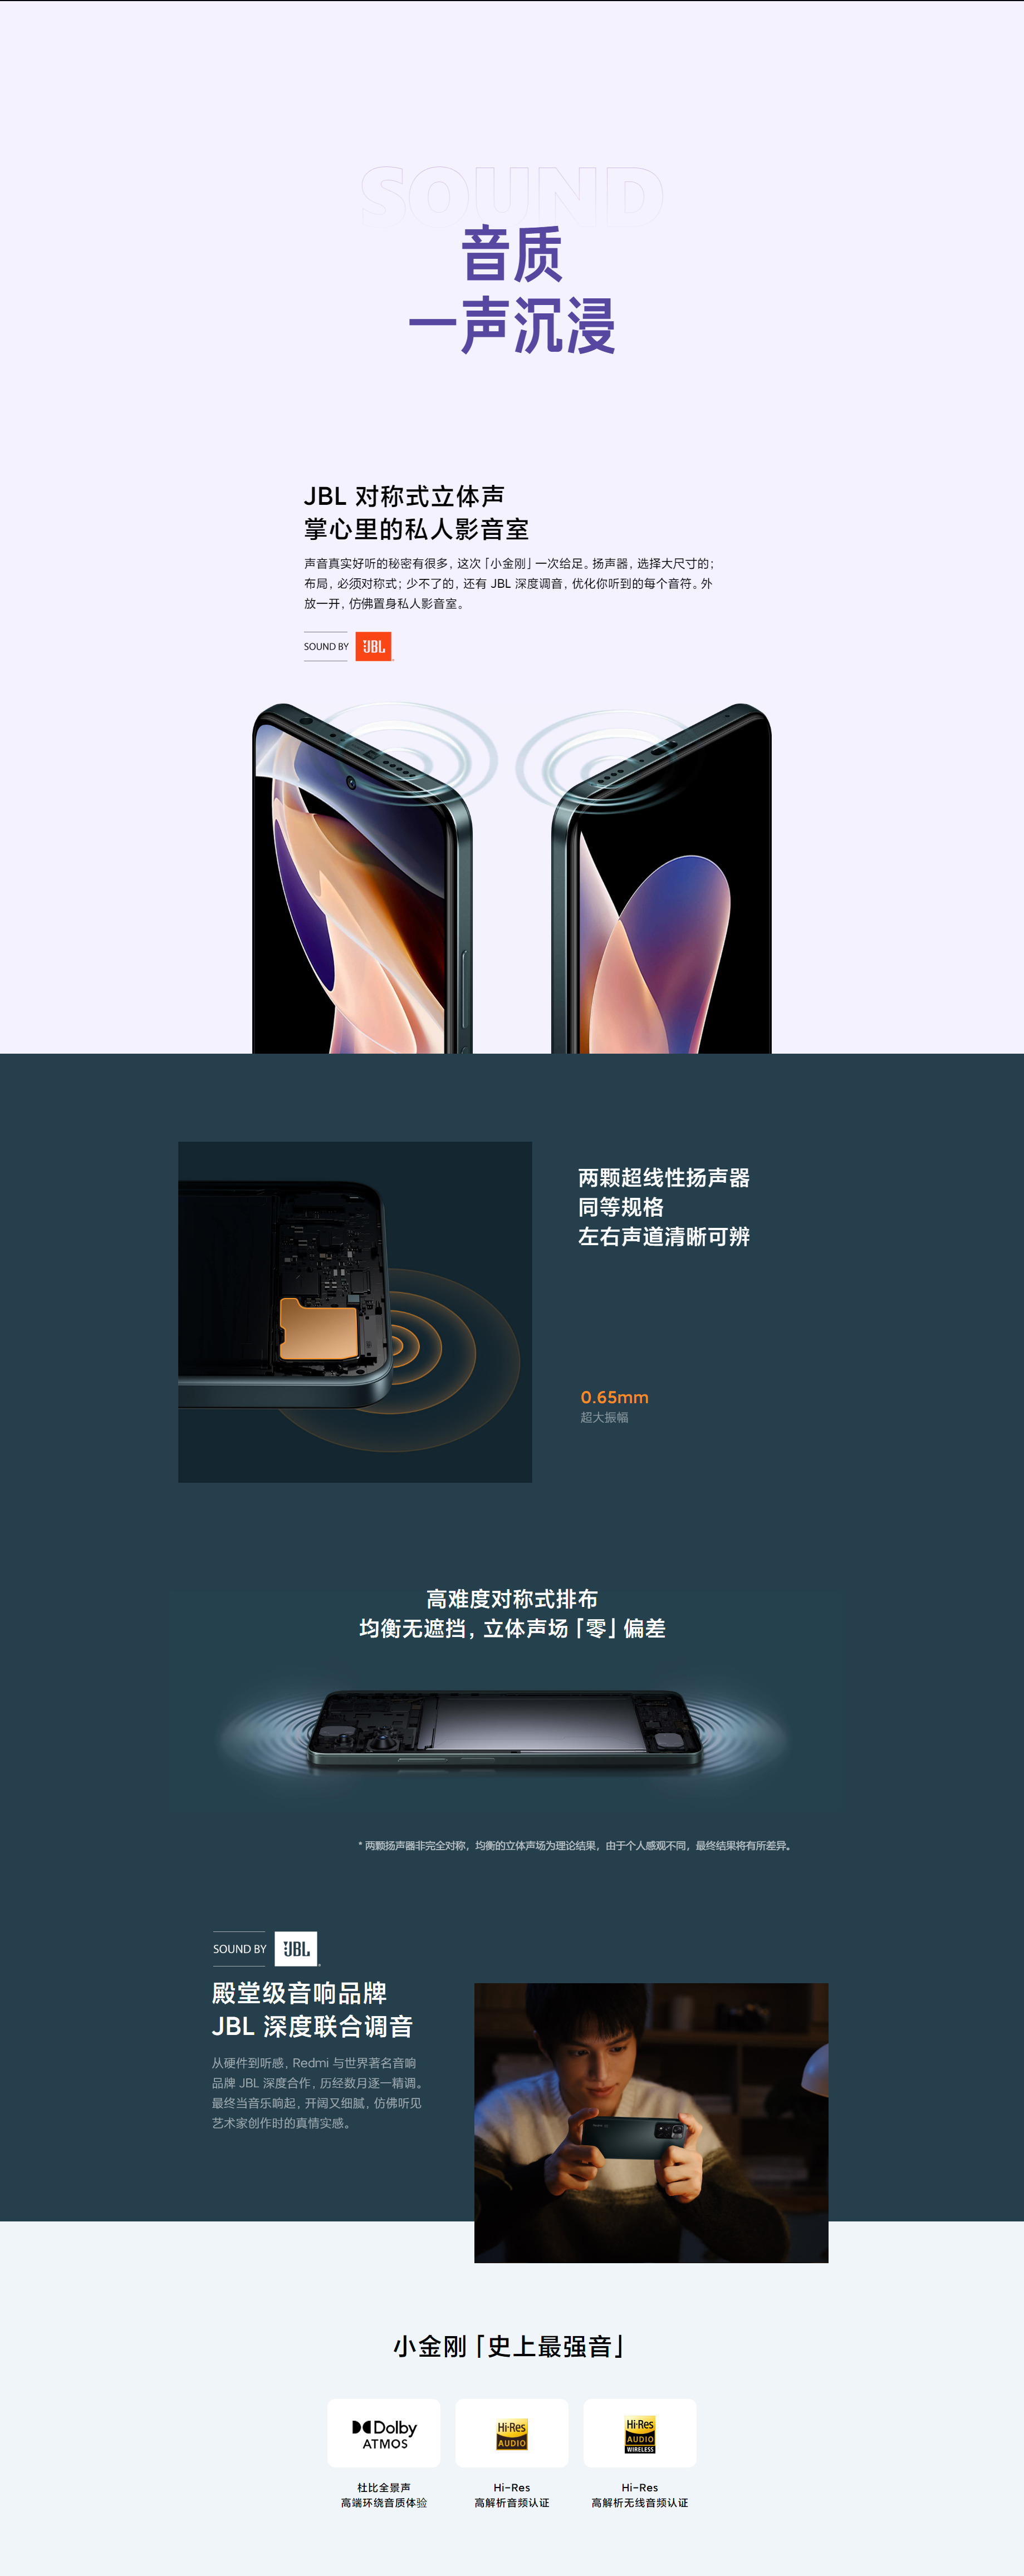 SOUND
音质
一声沉浸
JBL 对称式立体声
掌心里的私人影音室
声音真实好听的秘密有很多，这次「小金刚」一次给足。扬声器，选择大尺寸的；
布局，必须对称式；少不了的，还有 JBL 深度调音，优化你听到的每个音符。外
放一开，仿佛置身私人影音室。
SOUND BY JBL
两颗超线性扬声器
同等规格
左右声道清晰可辨
0.65mm
超大振幅
高难度对称式排布
均衡无遮挡，立体声场「零」偏差
* 两颗扬声器非完全对称，均衡的立体声场为理论结果，由于个人感观不同，最终结果将有所差异。
SOUND BY JBL
殿堂级音响品牌
JBL 深度联合调音
从硬件到听感，Redmi 与世界著名音响
品牌 JBL 深度合作，历经数月逐一精调。
最终当音乐响起，开阔又细腻，仿佛听见
艺术家创作时的真情实感。
小金刚「史上最强音」
Dolby
ATMOS
Hi-Res
AUDIO
Hi-Res
AUDIO
WIRELESS
杜比全景声
高端环绕音质体验
Hi-Res
高解析音频认证
Hi-Res
高解析无线音频认证